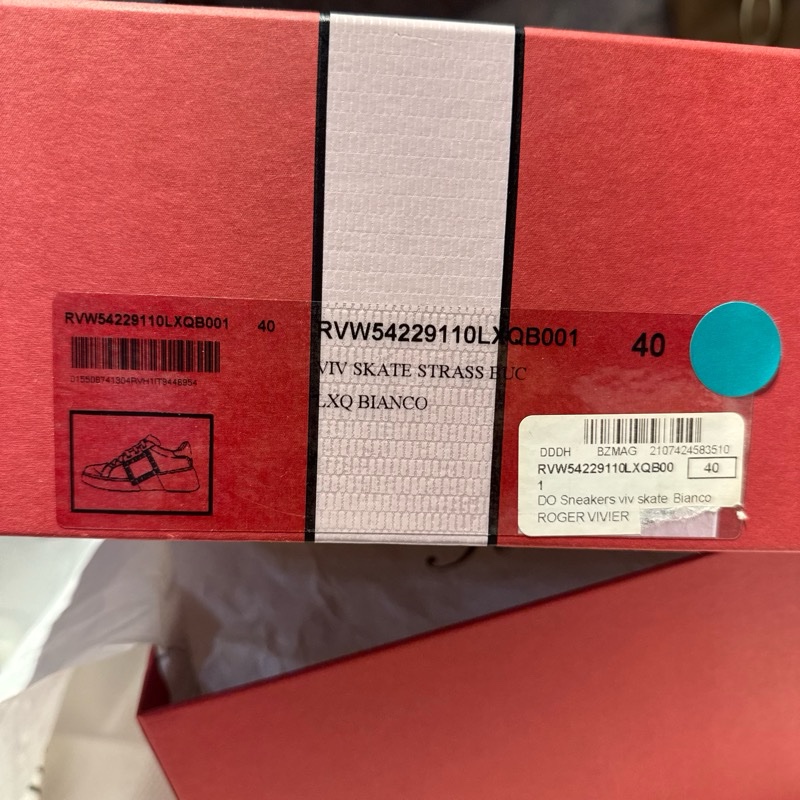 RVW54229110LXQB001 40
RVW54229110LXQB001 40
VIV SKATE STRASS BUC
LXQ BIANCO
DDDH BZMAG 2107424583510
RVW54229110LXQB00 40
1
DO Sneakers viv skate Bianco
ROGER VIVIER